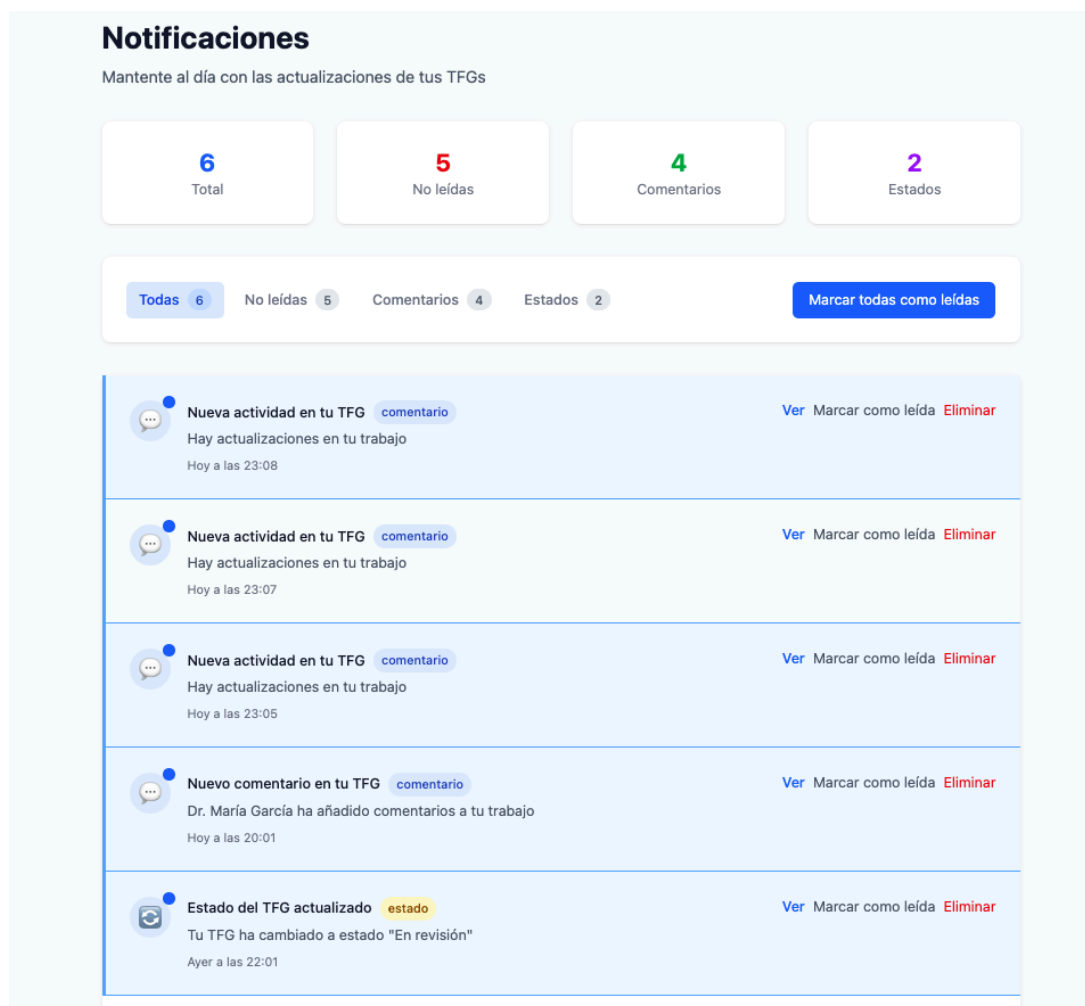 Notificaciones
Mantente al día con las actualizaciones de tus TFGs
6
Total
5
No leídas
4
Comentarios
2
Estados
Todas 6 No leídas 5 Comentarios 4 Estados 2 Marcar todas como leídas
Nueva actividad en tu TFG comentario Ver Marcar como leída Eliminar
Hay actualizaciones en tu trabajo
Hoy a las 23:08
Nueva actividad en tu TFG comentario Ver Marcar como leída Eliminar
Hay actualizaciones en tu trabajo
Hoy a las 23:07
Nueva actividad en tu TFG comentario Ver Marcar como leída Eliminar
Hay actualizaciones en tu trabajo
Hoy a las 23:05
Nuevo comentario en tu TFG comentario Ver Marcar como leída Eliminar
Dr. María García ha añadido comentarios a tu trabajo
Hoy a las 20:01
Estado del TFG actualizado estado Ver Marcar como leída Eliminar
Tu TFG ha cambiado a estado "En revisión"
Ayer a las 22:01